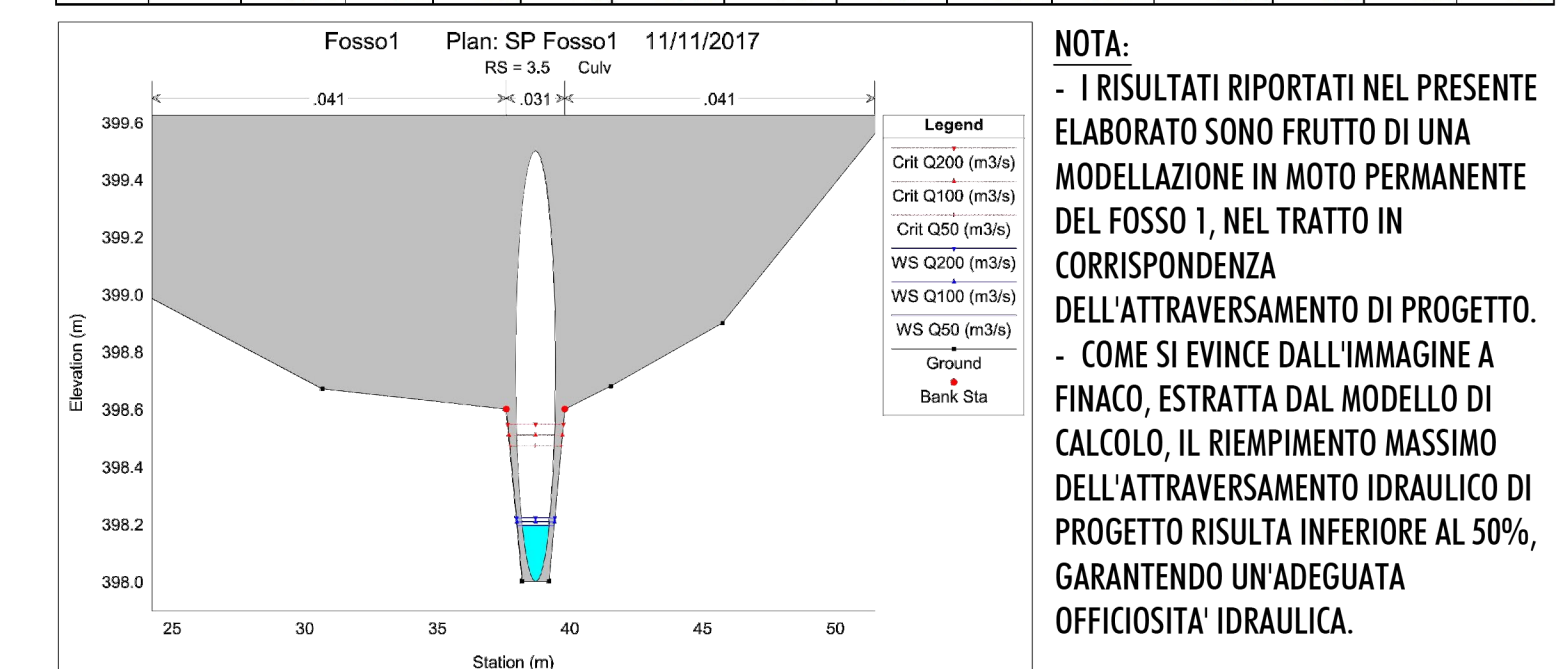 Fosso1 Plan: SP Fosso1 11/11/2017
RS = 3.5 Culv
.041 .031 .041
Legend
Crit Q200 (m3/s)
Crit Q100 (m3/s)
Crit Q50 (m3/s)
WS Q200 (m3/s)
WS Q100 (m3/s)
WS Q50 (m3/s)
Ground
Bank Sta
399.6
399.4
399.2
399.0
398.8
398.6
398.4
398.2
398.0
Elevation (m)
25 30 35 40 45 50
Station (m)
NOTA:
- I RISULTATI RIPORTATI NEL PRESENTE
ELABORATO SONO FRUTTO DI UNA
MODELLAZIONE IN MOTO PERMANENTE
DEL FOSSO 1, NEL TRATTO IN
CORRISPONDENZA
DELL'ATTRAVERSAMENTO DI PROGETTO.
- COME SI EVINCE DALL'IMMAGINE A
FINACO, ESTRATTA DAL MODELLO DI
CALCOLO, IL RIEMPIMENTO MASSIMO
DELL'ATTRAVERSAMENTO IDRAULICO DI
PROGETTO RISULTA INFERIORE AL 50%,
GARANTENDO UN'ADEGUATA
OFFICIOSITA' IDRAULICA.